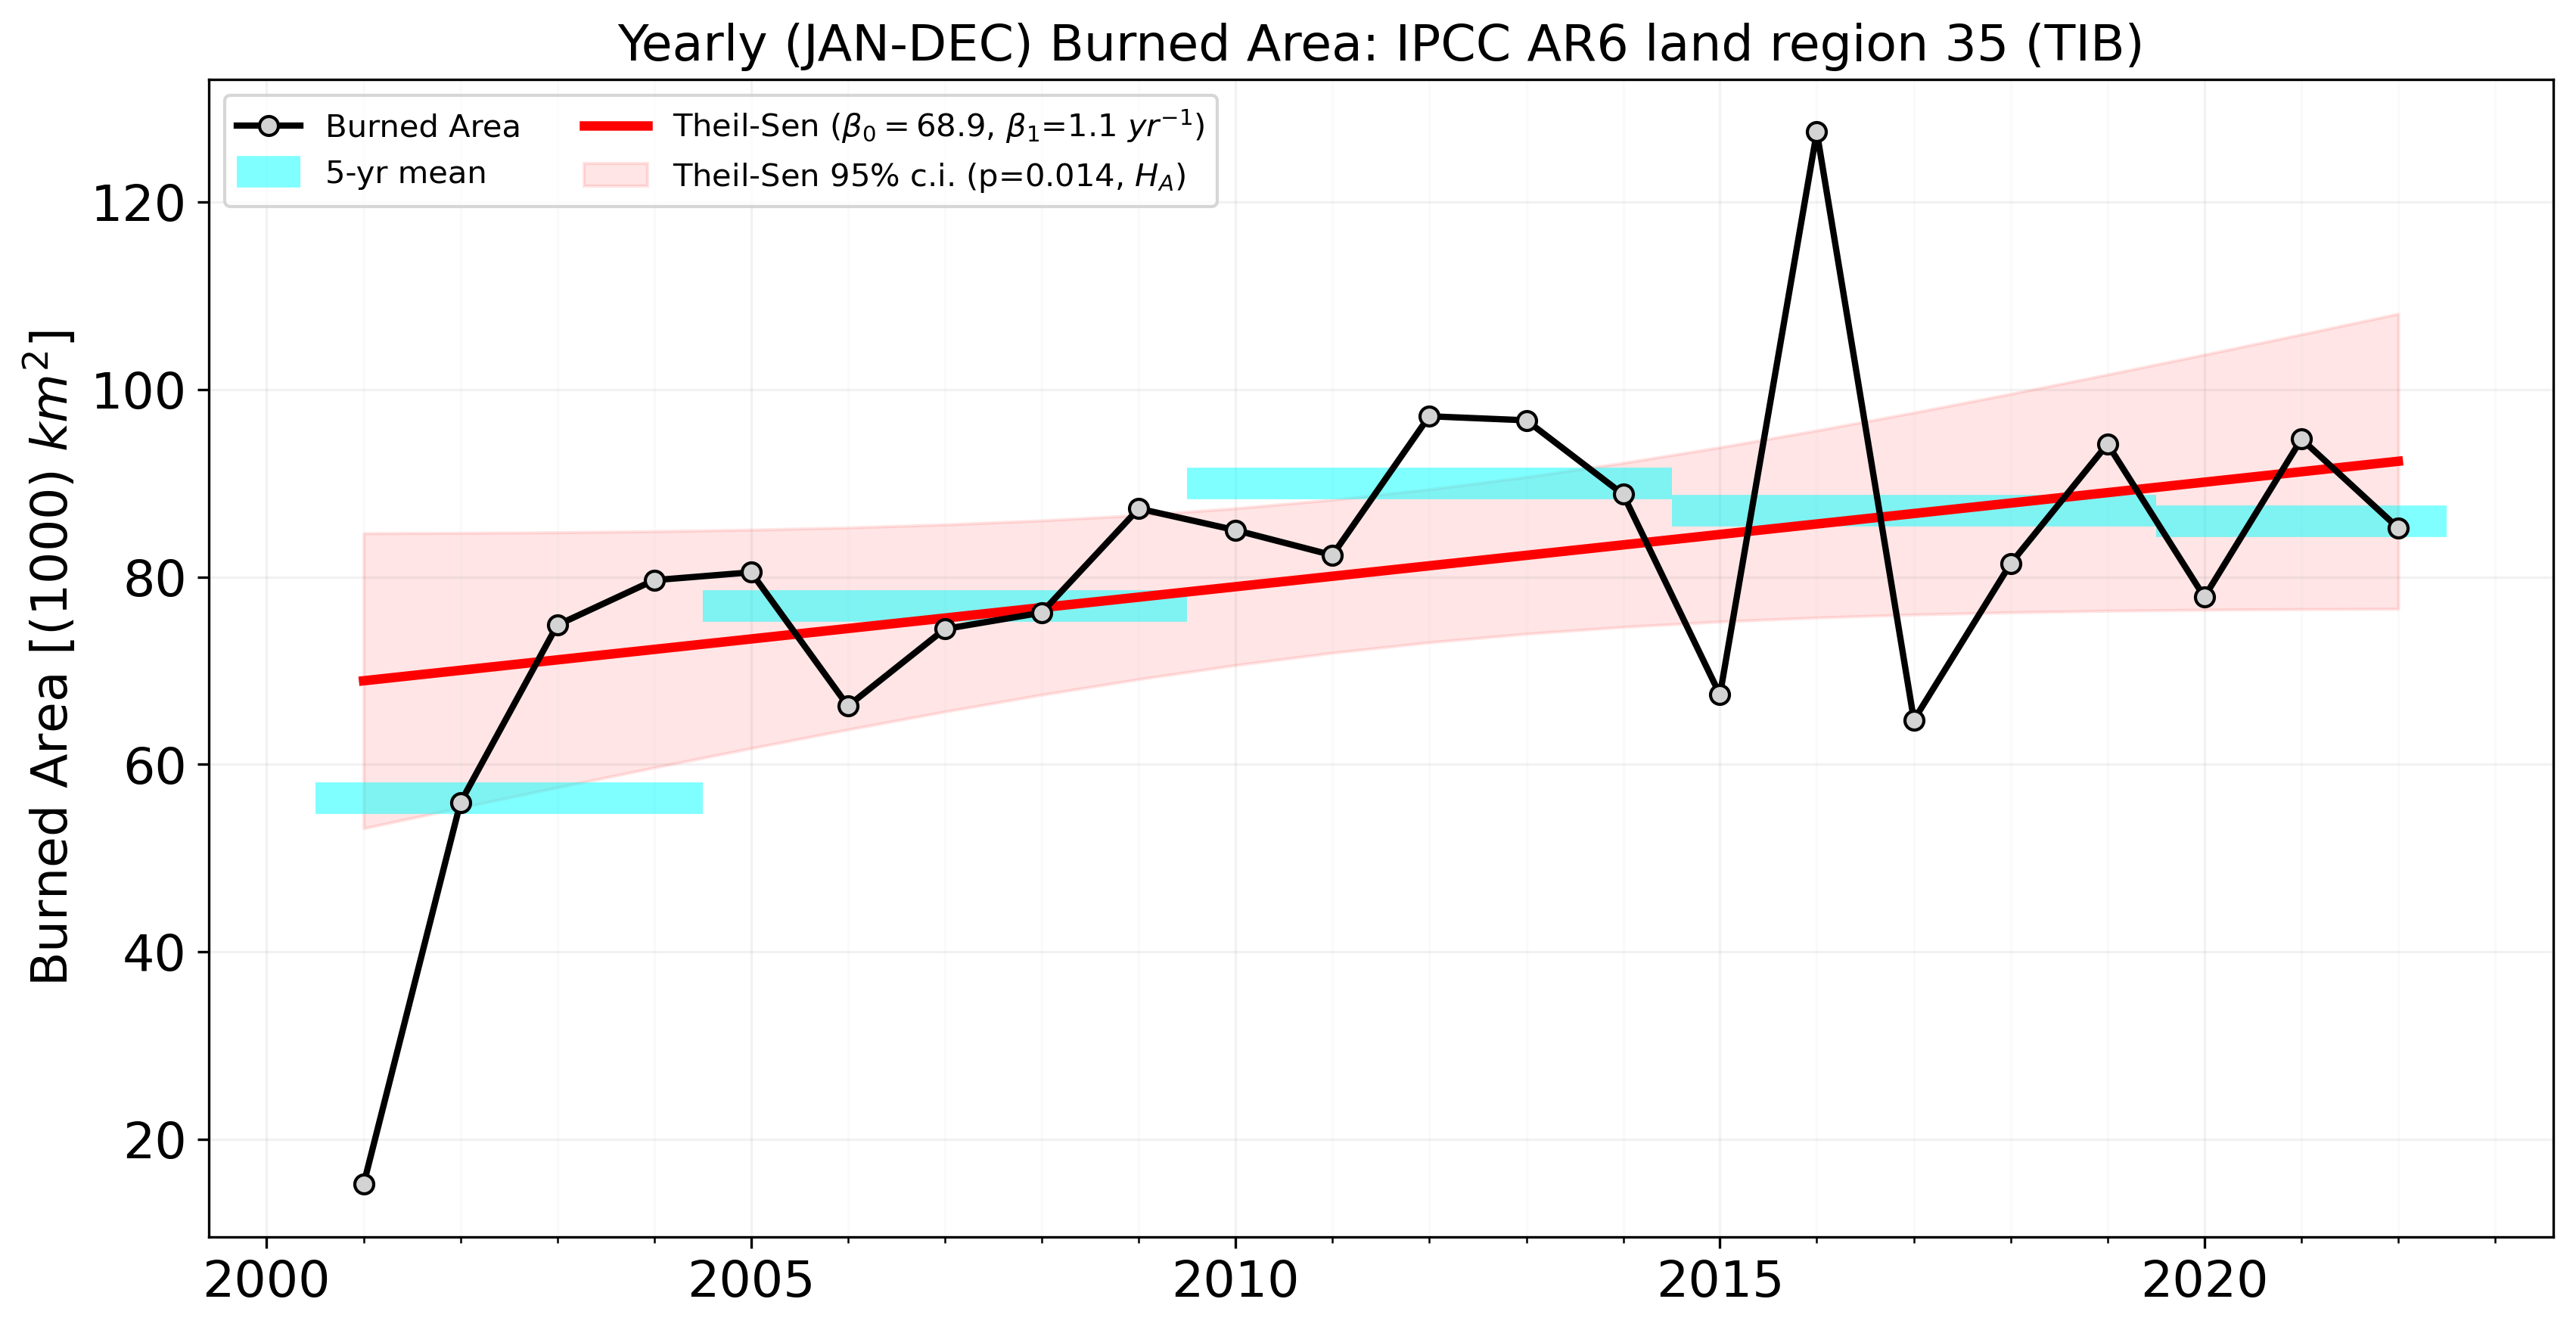 Yearly (JAN-DEC) Burned Area: IPCC AR6 land region 35 (TIB)
Burned Area
5-yr mean
Theil-Sen (β₀ = 68.9, β₁=1.1 yr⁻¹)
Theil-Sen 95% c.i. (p=0.014, H_A)
Burned Area [(1000) km²]
120
100
80
60
40
20
2000 2005 2010 2015 2020